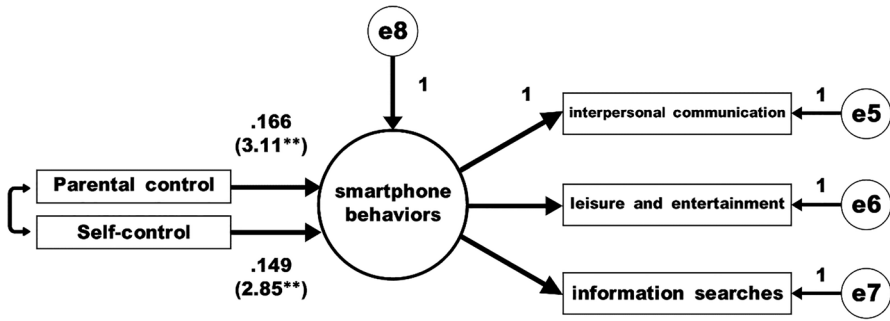 e8
1
.166
(3.11**)
1
interpersonal communication
1
e5
Parental control
smartphone
behaviors
leisure and entertainment
1
e6
Self-control
.149
(2.85**)
information searches
1
e7